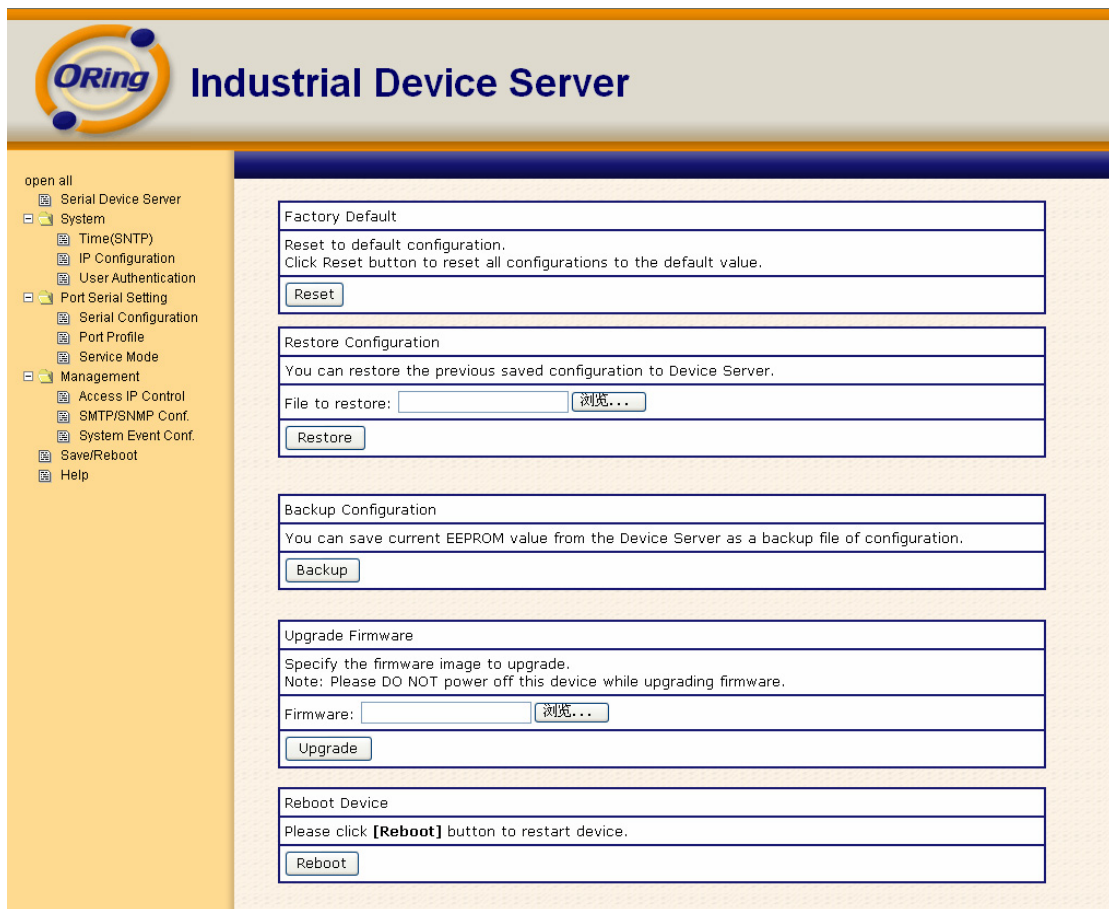 ORing
Industrial Device Server
open all
Serial Device Server
System
Time(SNTP)
IP Configuration
User Authentication
Port Serial Setting
Serial Configuration
Port Profile
Service Mode
Management
Access IP Control
SMTP/SNMP Conf.
System Event Conf.
Save/Reboot
Help
Factory Default
Reset to default configuration.
Click Reset button to reset all configurations to the default value.
Reset
Restore Configuration
You can restore the previous saved configuration to Device Server.
File to restore: 浏览...
Restore
Backup Configuration
You can save current EEPROM value from the Device Server as a backup file of configuration.
Backup
Upgrade Firmware
Specify the firmware image to upgrade.
Note: Please DO NOT power off this device while upgrading firmware.
Firmware: 浏览...
Upgrade
Reboot Device
Please click [Reboot] button to restart device.
Reboot